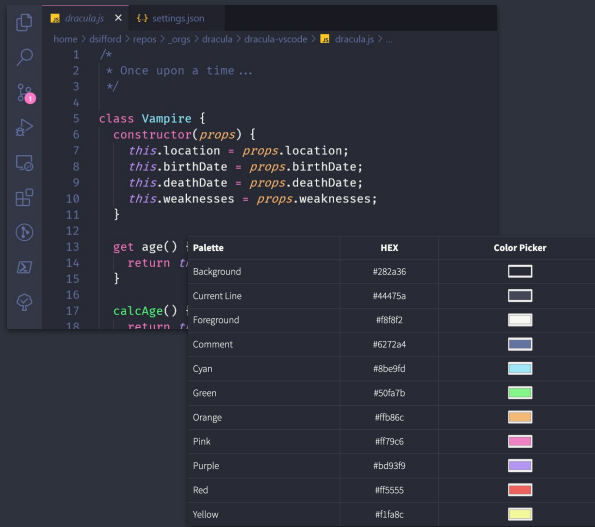 dracula.js
settings.json
home > dsifford > repos > _orgs > dracula > dracula-vscode > dracula.js > ...
1 /*
2 * Once upon a time ...
3 */
4
5 class Vampire {
6 constructor(props) {
7 this.location = props.location;
8 this.birthDate = props.birthDate;
9 this.deathDate = props.deathDate;
10 this.weaknesses = props.weaknesses;
11 }
12
13 get age() {
14 return
15 }
16
17 calcAge() {
18 return
1
Palette HEX Color Picker
Background #282a36
Current Line #44475a
Foreground #f8f8f2
Comment #6272a4
Cyan #8be9fd
Green #50fa7b
Orange #ffb86c
Pink #ff79c6
Purple #bd93f9
Red #ff5555
Yellow #f1fa8c